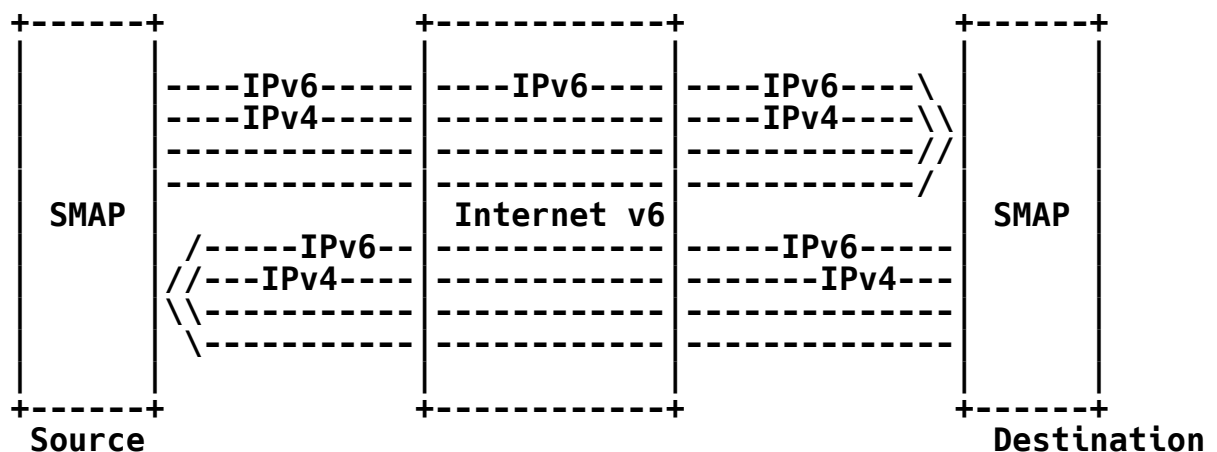 IPv6 IPv6 IPv6
IPv4 IPv4
SMAP Internet v6 SMAP
IPv6 IPv6
IPv4 IPv4
Source Destination